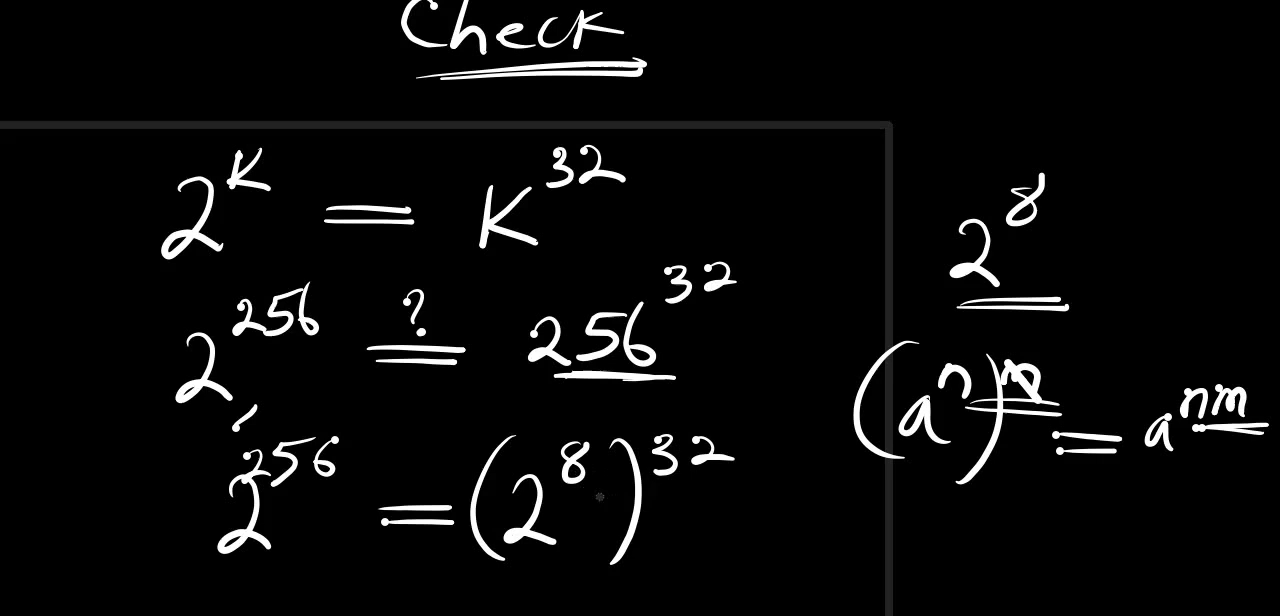 Check
2^K = K^32
2^256 ?= 256^32
2^256 = (2^8)^32
2^8
(a^n)^m = a^nm